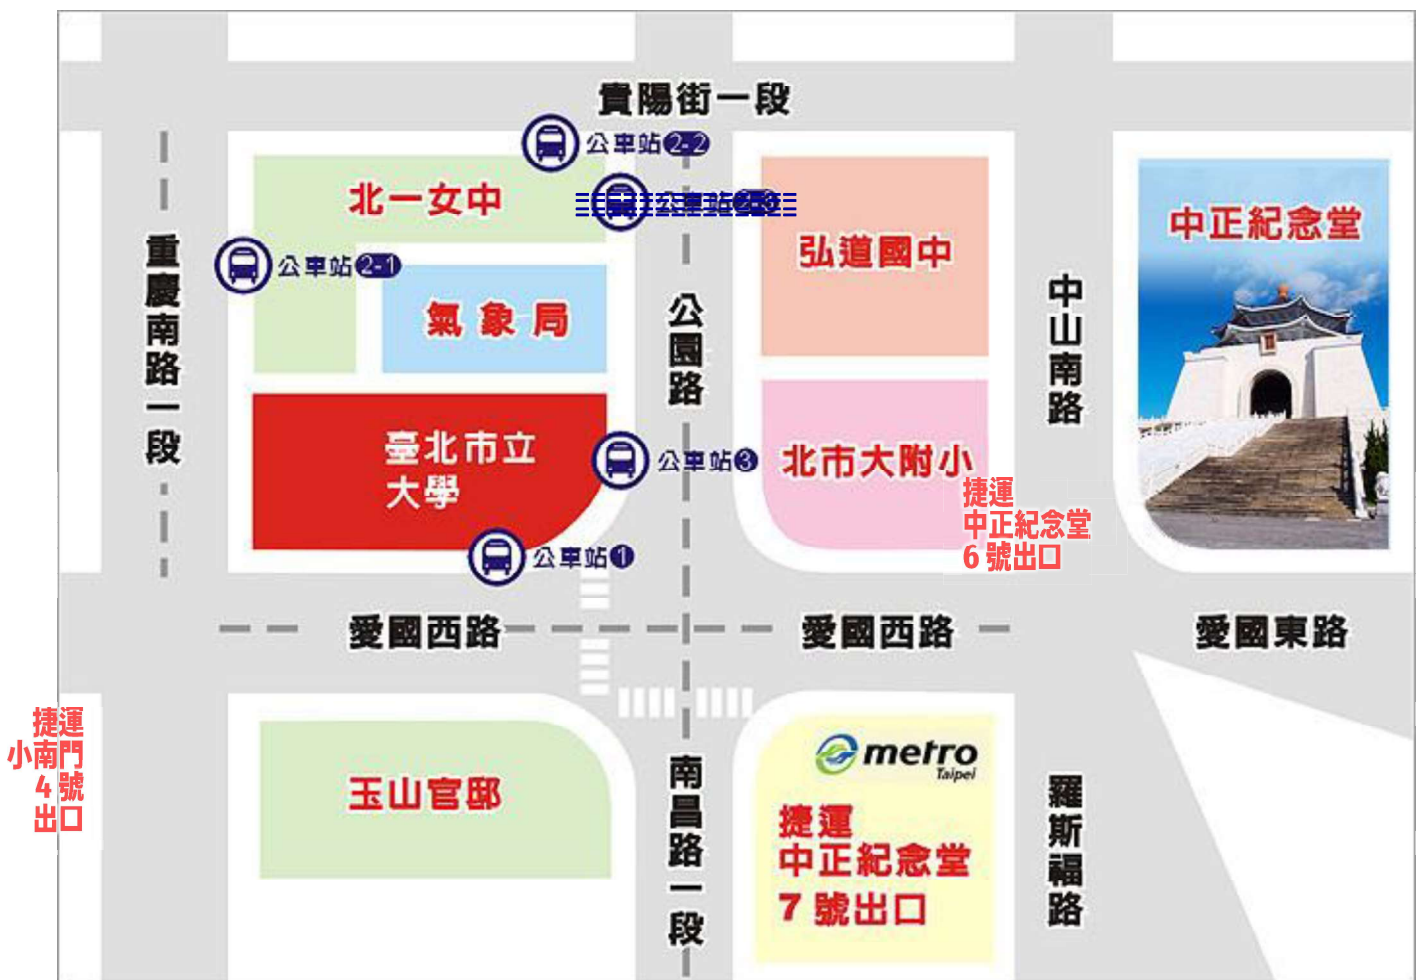 貴陽街一段
公車站2-2
北一女中
公車站2-3
弘道國中
中正紀念堂
重慶南路一段
公車站2-1
氣象局
公園路
中山南路
臺北市立
大學
公車站3
北市大附小
捷運
中正紀念堂
6 號出口
公車站1
愛國西路
愛國西路
愛國東路
捷運
小南門
4 號
出口
玉山官邸
南昌路一段
metro
Taipei
捷運
中正紀念堂
7 號出口
羅斯福路